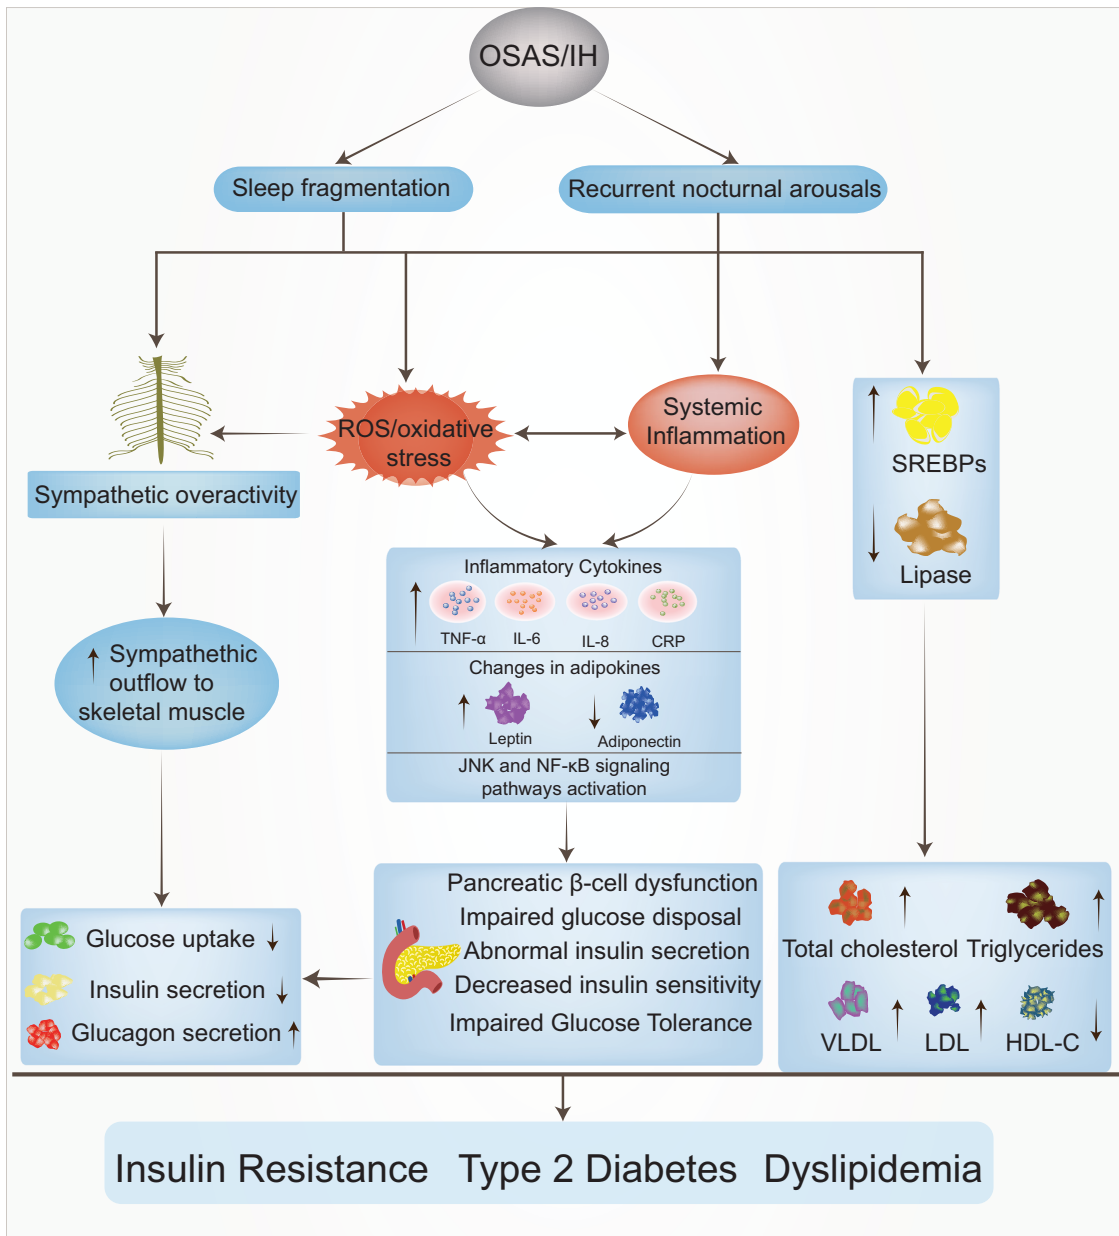 OSAS/IH
Sleep fragmentation
Recurrent nocturnal arousals
ROS/oxidative
stress
Systemic
Inflammation
SREBPs
Lipase
Sympathetic overactivity
Inflammatory Cytokines
TNF-α IL-6 IL-8 CRP
Changes in adipokines
Leptin Adiponectin
JNK and NF-κB signaling
pathways activation
Sympathethic
outflow to
skeletal muscle
Glucose uptake
Insulin secretion
Glucagon secretion
Pancreatic β-cell dysfunction
Impaired glucose disposal
Abnormal insulin secretion
Decreased insulin sensitivity
Impaired Glucose Tolerance
Total cholesterol Triglycerides
VLDL LDL HDL-C
Insulin Resistance Type 2 Diabetes Dyslipidemia